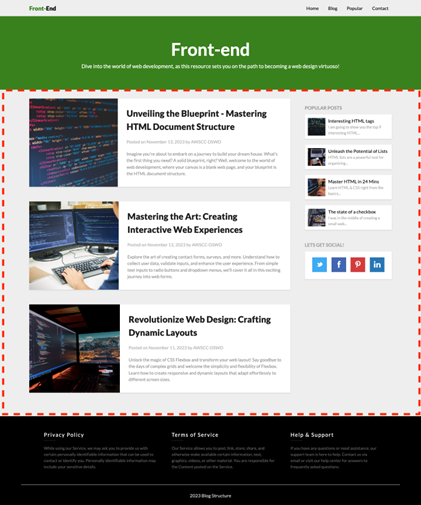 Front-End
Home Blog Popular Contact
Front-end
Dive into the world of web development, as this resource sets you on the path to becoming a web design virtuoso!
Unveiling the Blueprint - Mastering
HTML Document Structure
Posted on November 13, 2023 by AWSCC-DSWD
Imagine you're about to embark on a journey to build your dream house. What's
the first thing you need? A solid blueprint, right? Well, welcome to the world of
web development, where your canvas is a blank web page, and your blueprint is
the HTML document structure.
Mastering the Art: Creating
Interactive Web Experiences
Posted on November 12, 2023 by AWSCC-DSWD
Explore the art of creating contact forms, surveys, and more. Understand how to
collect user data, validate inputs, and enhance the user experience. From simple
text inputs to radio buttons and dropdown menus, we'll cover it all in this exciting
journey into web forms.
Revolutionize Web Design: Crafting
Dynamic Layouts
Posted on November 11, 2023 by AWSCC-DSWD
Unlock the magic of CSS Flexbox and transform your web layout! Say goodbye to
the days of complex grids and welcome the simplicity and flexibility of Flexbox.
Learn how to create responsive and dynamic layouts that adapt effortlessly to
different screen sizes.
POPULAR POSTS
Interesting HTML tags
I am going to show you the top 9
interesting HTML...
Unleash the Potential of Lists
HTML lists are a powerful tool for
organizing...
Master HTML in 24 Mins
Learn HTML & CSS right from the
basics...
The state of a checkbox
I was in the middle of creating a
small web...
LETS GET SOCIAL!
Privacy Policy
While using our Service, we may ask you to provide us with
certain personally identifiable information that can be used to
contact or identify you. Personally identifiable information may
include your sensitive details.
Terms of Service
Our Service allows you to post, link, store, share, and
otherwise make available certain information, text,
graphics, videos, or other material. You are responsible for
the Content posted on the Service.
Help & Support
If you have any questions or need assistance, our
support team is here to help. Contact us via
email or visit our help center for answers to
frequently asked questions.
2023 Blog Structure